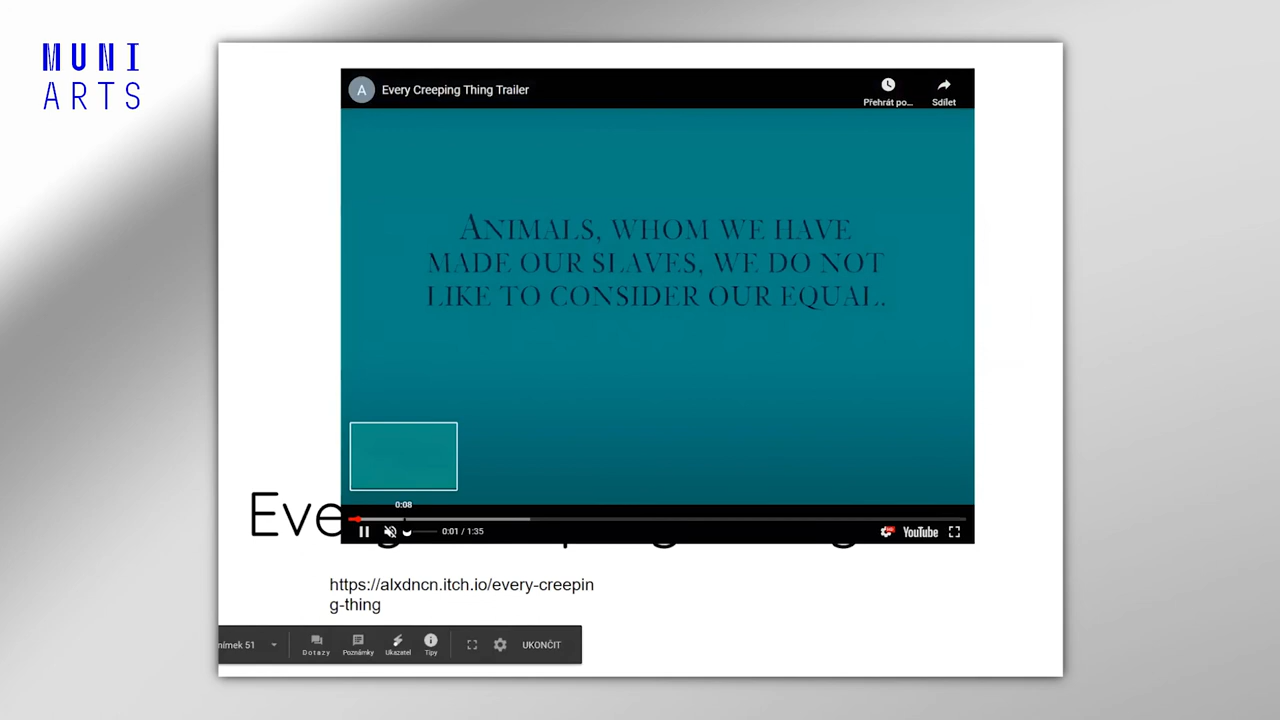 MUNI
ARTS
Every Creeping Thing Trailer
Přehrát po...
Sdílet
ANIMALS, WHOM WE HAVE
MADE OUR SLAVES, WE DO NOT
LIKE TO CONSIDER OUR EQUAL.
0:08
Eve
0:01 / 1:35
YouTube
https://alxdncn.itch.io/every-creepin
g-thing
nímek 51
Dotazy
Poznámky
Ukazatel
Tipy
UKONČIT